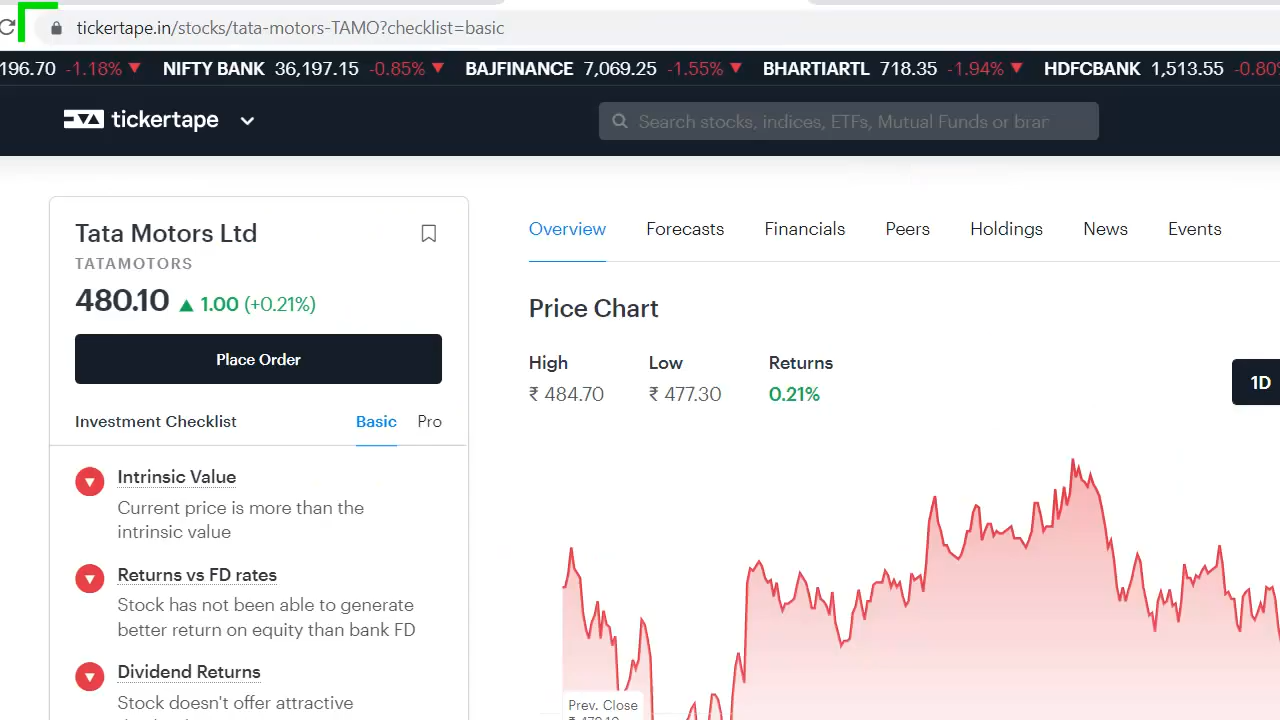 tickertape.in/stocks/tata-motors-TAMO?checklist=basic
196.70 -1.18% ▼ NIFTY BANK 36,197.15 -0.85% ▼ BAJFINANCE 7,069.25 -1.55% ▼ BHARTIARTL 718.35 -1.94% ▼ HDFCBANK 1,513.55 -0.80%
tickertape
Search stocks, indices, ETFs, Mutual Funds or bran
Tata Motors Ltd
TATAMOTORS
480.10 ▲ 1.00 (+0.21%)
Place Order
Investment Checklist Basic Pro
Intrinsic Value
Current price is more than the
intrinsic value
Returns vs FD rates
Stock has not been able to generate
better return on equity than bank FD
Dividend Returns
Stock doesn't offer attractive
Overview Forecasts Financials Peers Holdings News Events
Price Chart
High Low Returns
₹ 484.70 ₹ 477.30 0.21%
1D
Prev. Close